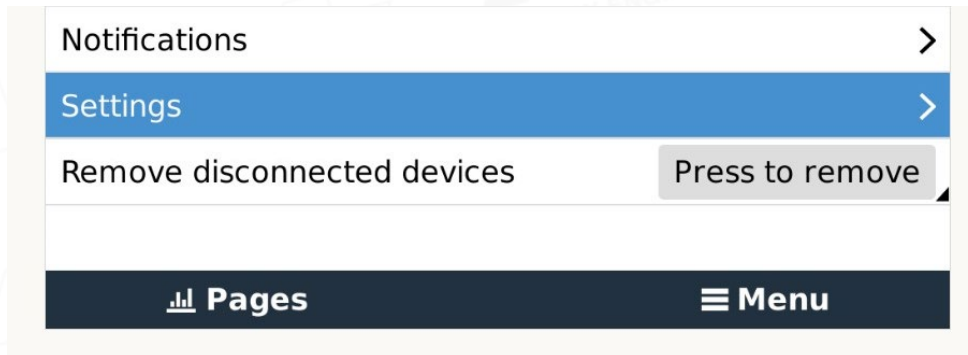 Notifications
Settings
Remove disconnected devices Press to remove
Pages Menu